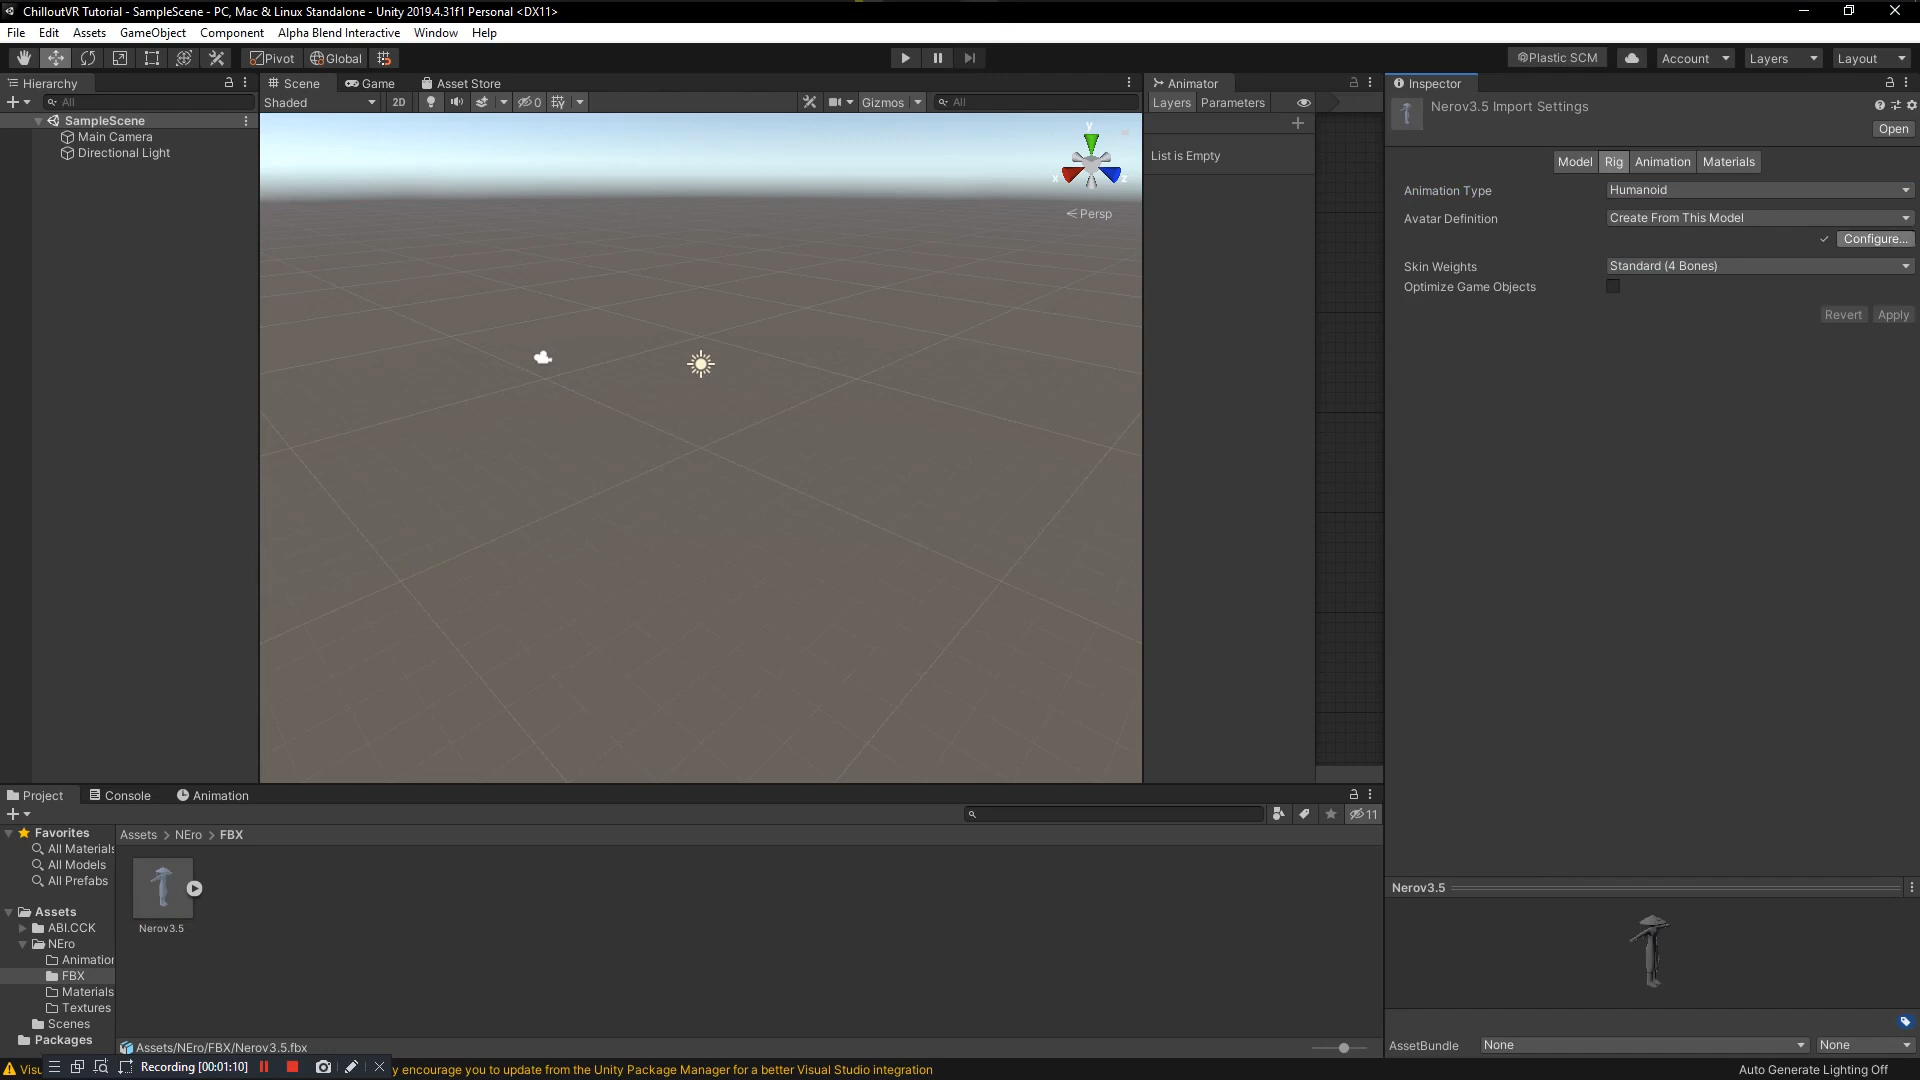 ChilloutVR Tutorial - SampleScene - PC, Mac & Linux Standalone - Unity 2019.4.31f1 Personal <DX11>
File Edit Assets GameObject Component Alpha Blend Interactive Window Help
Pivot Global Plastic SCM Account Layers Layout
Hierarchy
All
SampleScene
Main Camera
Directional Light
Scene Game Asset Store
Shaded 2D 0 Gizmos All
y
x z
Persp
Animator
Layers Parameters
List is Empty
Inspector
Nerov3.5 Import Settings
Open
Model Rig Animation Materials
Animation Type Humanoid
Avatar Definition Create From This Model
Configure...
Skin Weights Standard (4 Bones)
Optimize Game Objects
Revert Apply
Project Console Animation
11
Favorites
All Materials
All Models
All Prefabs
Assets
ABI.CCK
NEro
Animation
FBX
Materials
Textures
Scenes
Packages
Assets > NEro > FBX
Nerov3.5
Assets/NEro/FBX/Nerov3.5.fbx
Nerov3.5
AssetBundle None None
Visu
Recording [00:01:10]
y encourage you to update from the Unity Package Manager for a better Visual Studio integration
Auto Generate Lighting Off